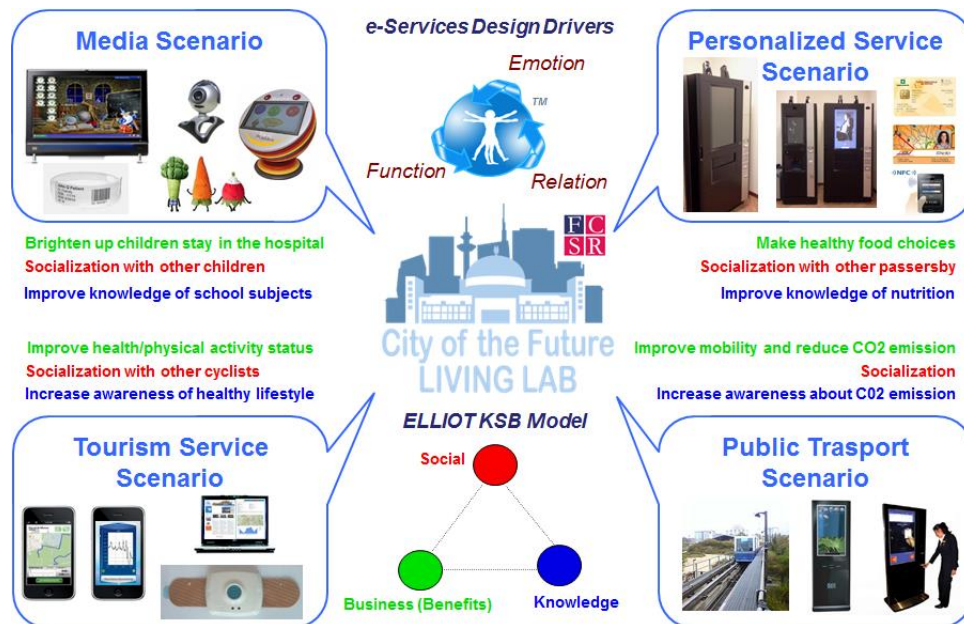 Media Scenario
e-Services Design Drivers
Emotion
TM
Function
Relation
Personalized Service
Scenario
NFC
Brighten up children stay in the hospital
Socialization with other children
Improve knowledge of school subjects
FC
SR
Make healthy food choices
Socialization with other passersby
Improve knowledge of nutrition
City of the Future
LIVING LAB
Improve health/physical activity status
Socialization with other cyclists
Increase awareness of healthy lifestyle
Improve mobility and reduce CO2 emission
Socialization
Increase awareness about C02 emission
Tourism Service
Scenario
ELLIOT KSB Model
Social
Business (Benefits)
Knowledge
Public Trasport
Scenario